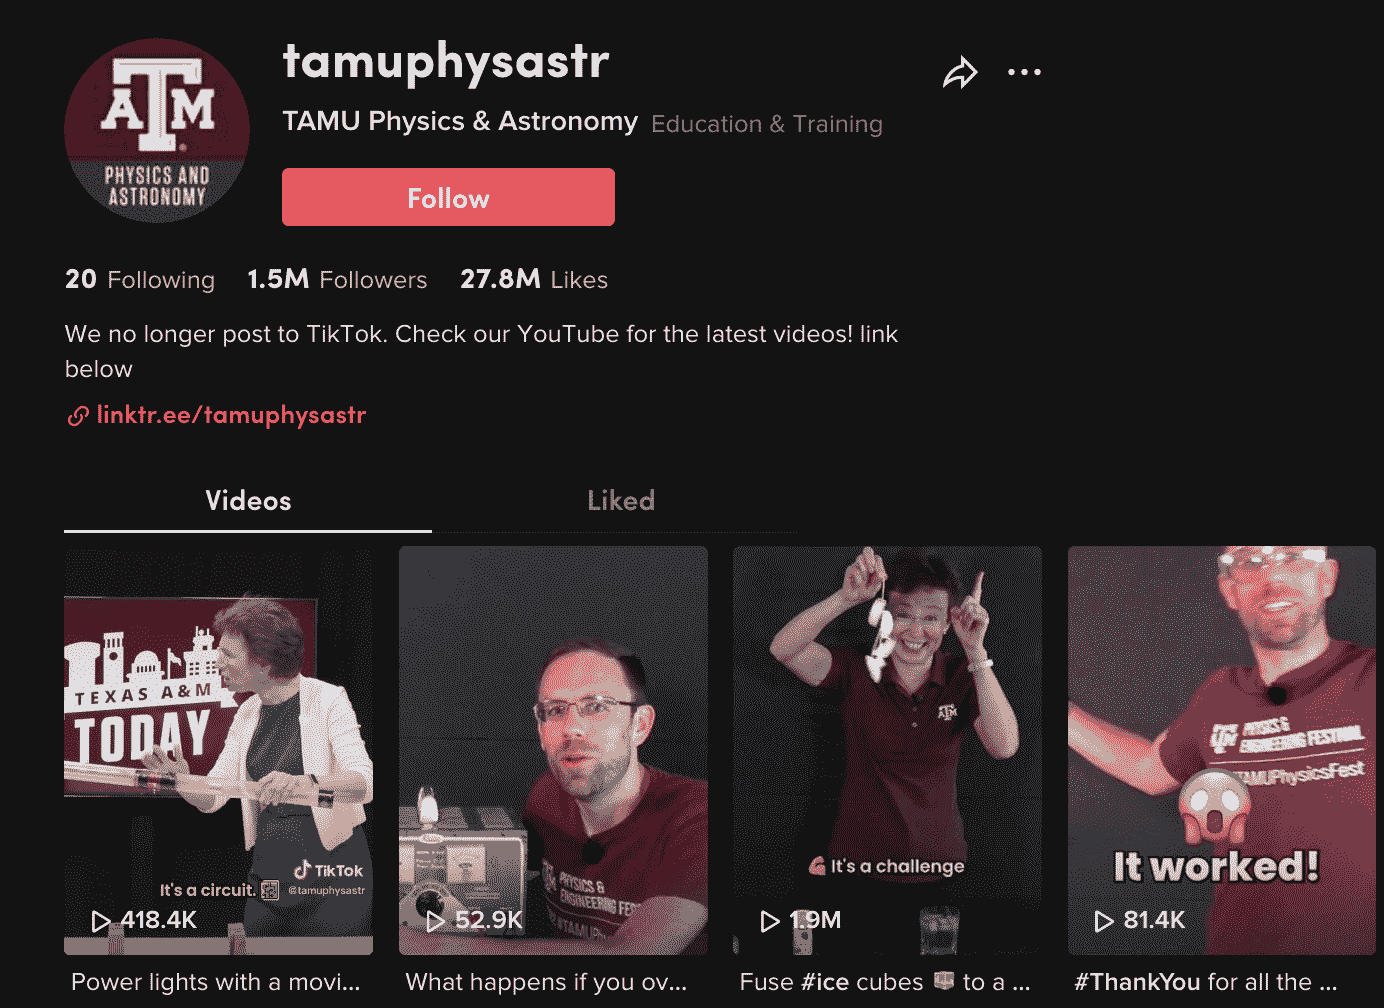 tamuphysastr
TAMU Physics & Astronomy Education & Training
ATM
PHYSICS AND
ASTRONOMY
Follow
20 Following 1.5M Followers 27.8M Likes
We no longer post to TikTok. Check our YouTube for the latest videos! link
below
linktr.ee/tamuphysastr
Videos Liked
TEXAS A&M
TODAY
TikTok
@tamuphysastr
It's a circuit.
418.4K
Power lights with a movi...
PHYSICS &
ENGINEERING FES
52.9K
What happens if you ov...
ATM
It's a challenge
1.9M
Fuse #ice cubes to a ...
PHYSICS &
ENGINEERING FESTIVAL
TAMUPhysicsFest
It worked!
81.4K
#ThankYou for all the ...